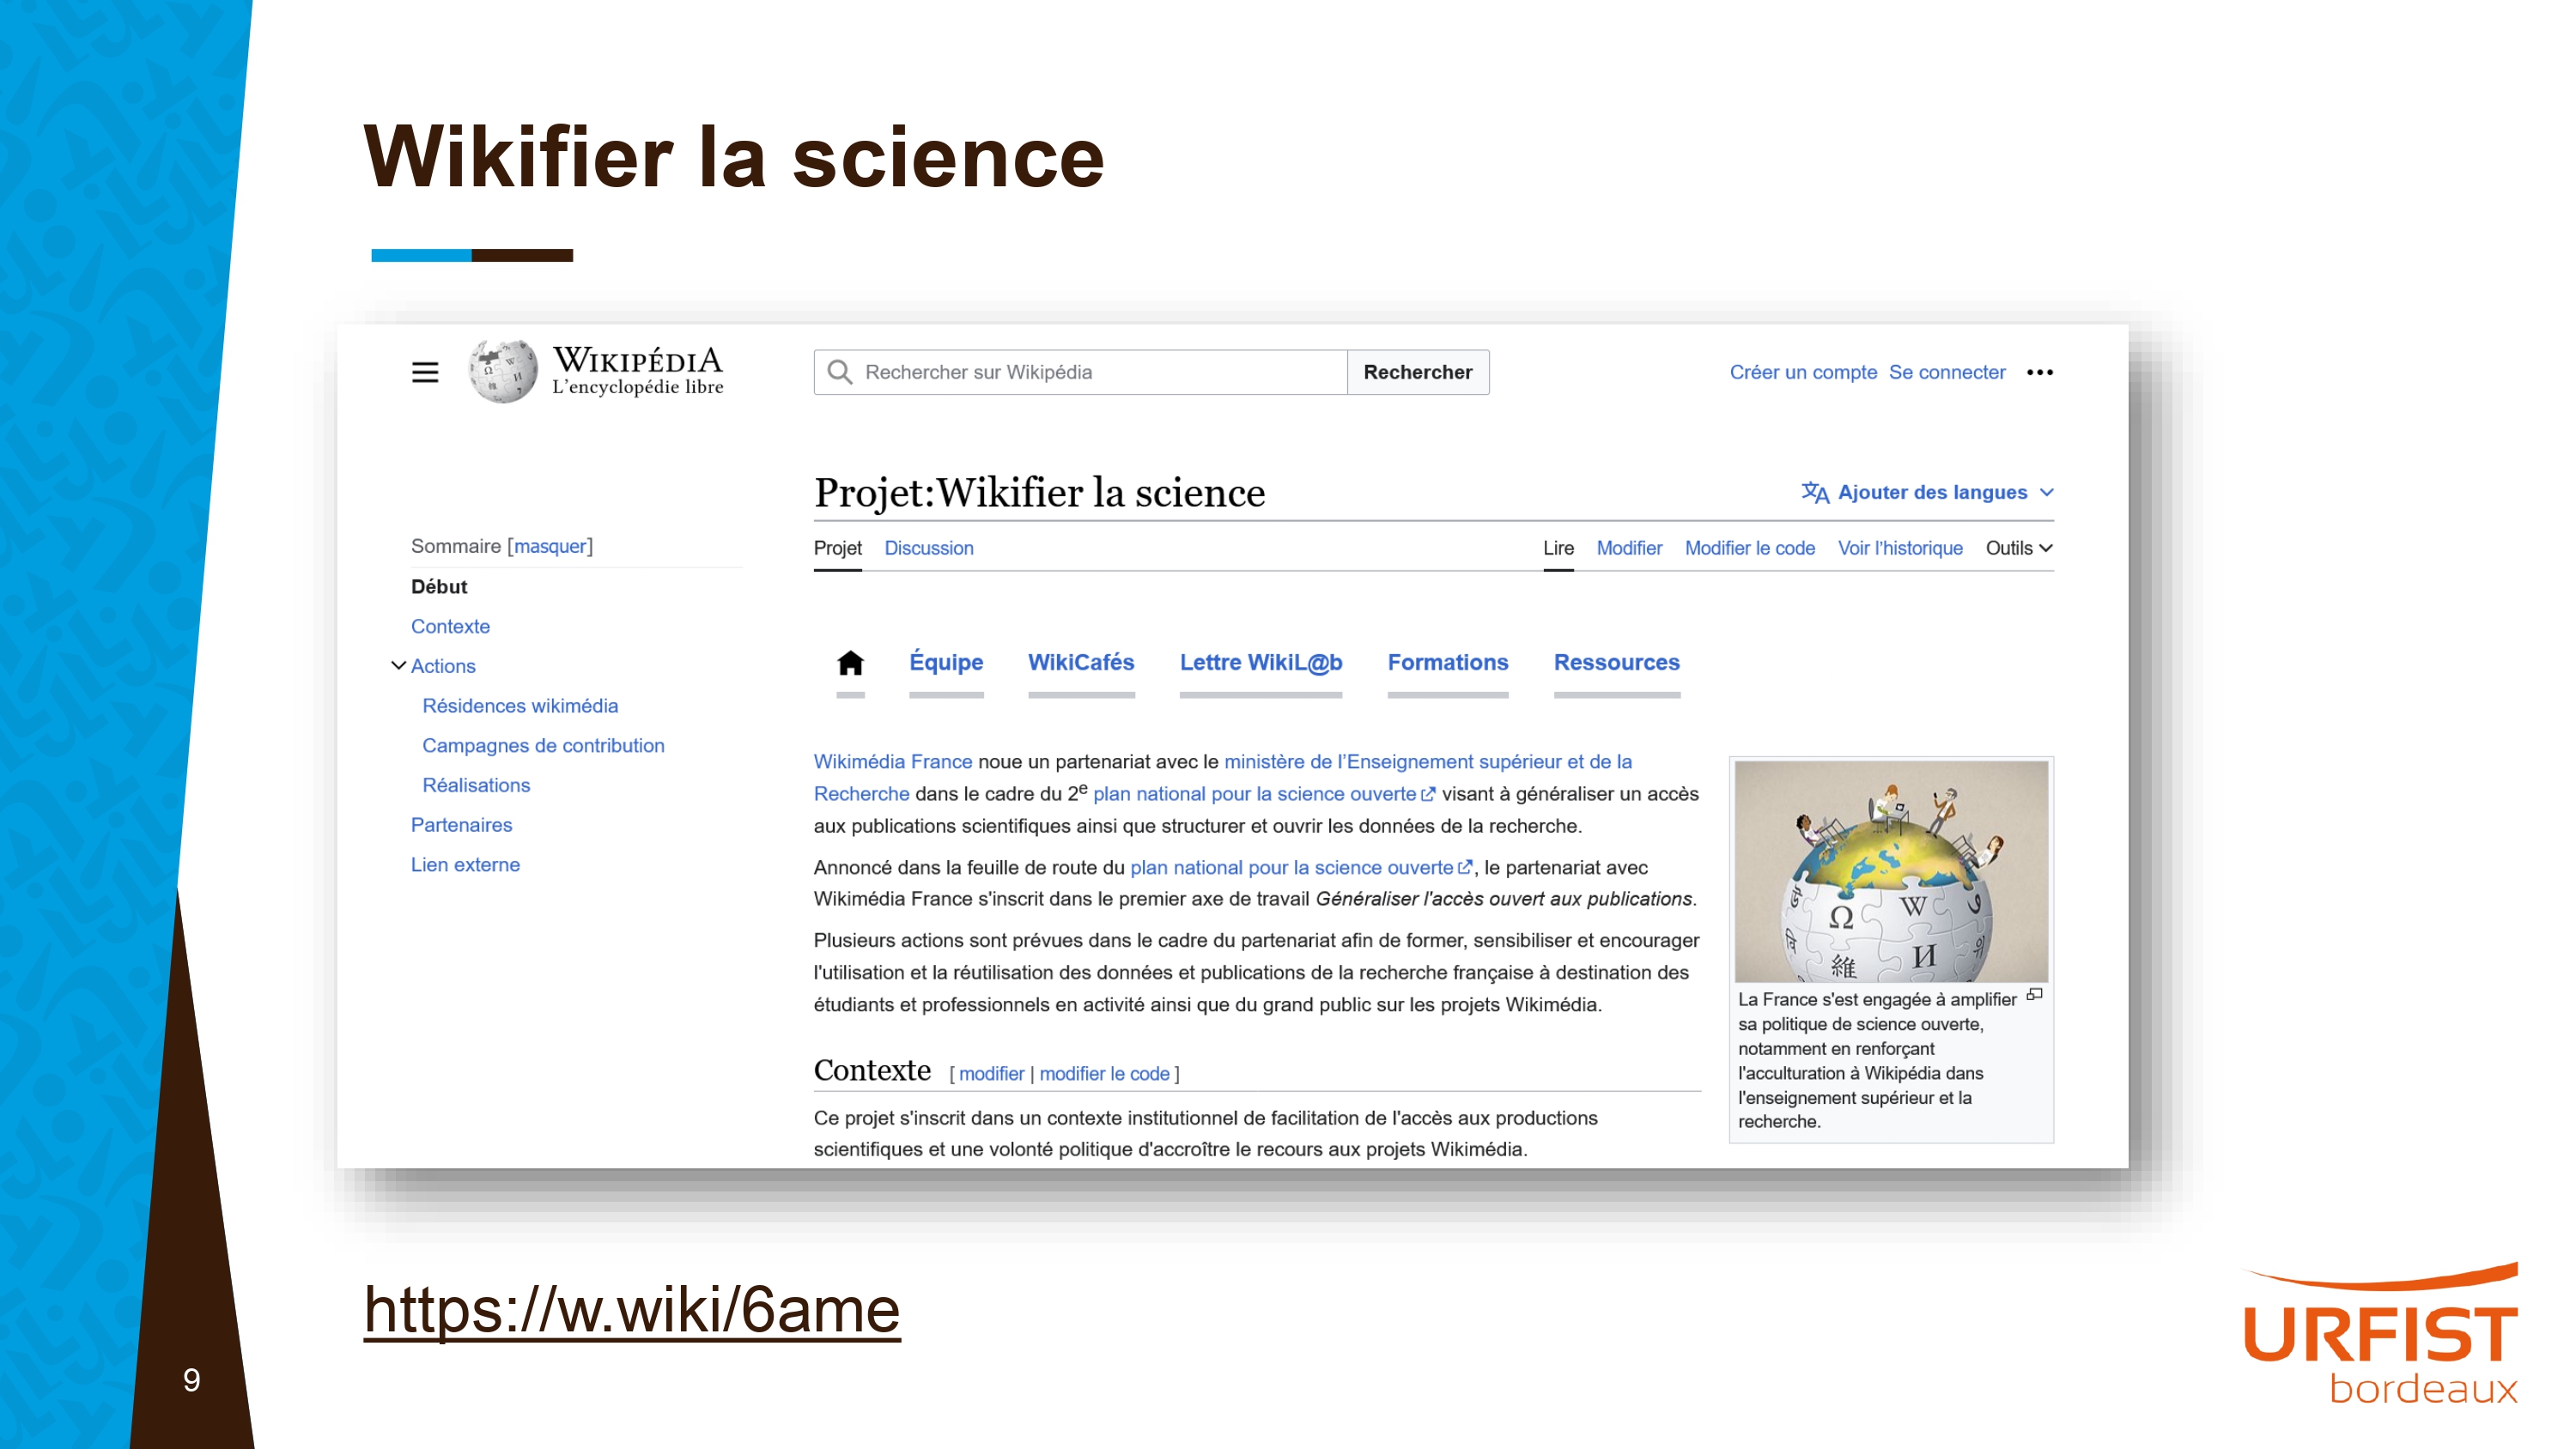 Wikifier la science
WIKIPÉDIA
L'encyclopédie libre
Rechercher sur Wikipédia
Rechercher
Créer un compte Se connecter •••
Projet:Wikifier la science
Ajouter des langues
Sommaire [masquer]
Début
Contexte
Actions
Résidences wikimédia
Campagnes de contribution
Réalisations
Partenaires
Lien externe
Projet Discussion
Lire Modifier Modifier le code Voir l'historique Outils
Équipe WikiCafés Lettre WikiL@b Formations Ressources
Wikimédia France noue un partenariat avec le ministère de l'Enseignement supérieur et de la
Recherche dans le cadre du 2e plan national pour la science ouverte visant à généraliser un accès
aux publications scientifiques ainsi que structurer et ouvrir les données de la recherche.
Annoncé dans la feuille de route du plan national pour la science ouverte, le partenariat avec
Wikimédia France s'inscrit dans le premier axe de travail Généraliser l'accès ouvert aux publications.
Plusieurs actions sont prévues dans le cadre du partenariat afin de former, sensibiliser et encourager
l'utilisation et la réutilisation des données et publications de la recherche française à destination des
étudiants et professionnels en activité ainsi que du grand public sur les projets Wikimédia.
Contexte [ modifier | modifier le code ]
Ce projet s'inscrit dans un contexte institutionnel de facilitation de l'accès aux productions
scientifiques et une volonté politique d'accroître le recours aux projets Wikimédia.
Ω W И 維
La France s'est engagée à amplifier
sa politique de science ouverte,
notamment en renforçant
l'acculturation à Wikipédia dans
l'enseignement supérieur et la
recherche.
https://w.wiki/6ame
9
URFIST
bordeaux